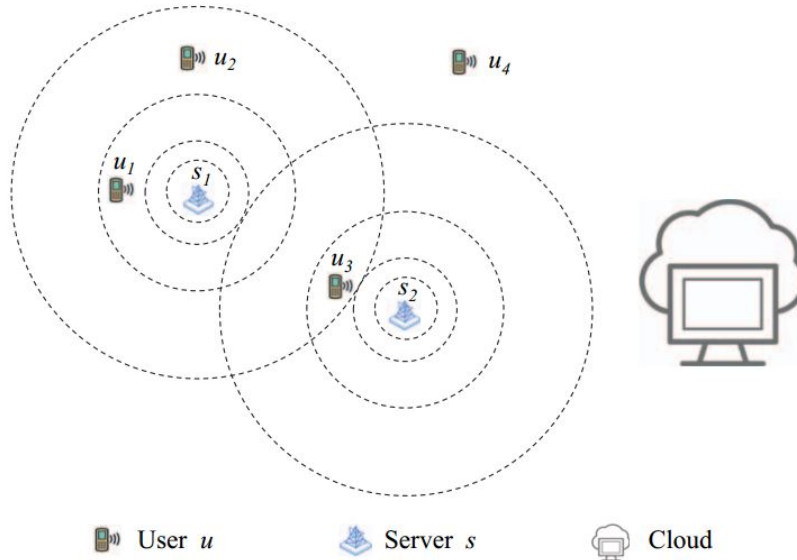 u₂
u₄
u₁
s₁
u₃
s₂
User u
Server s
Cloud